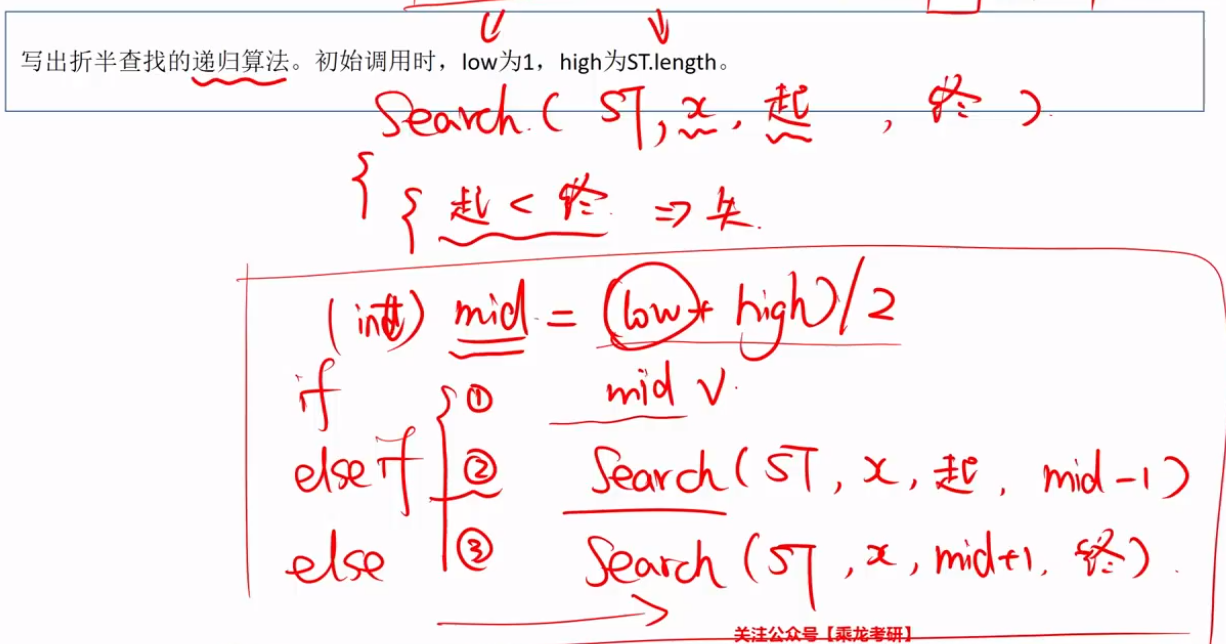 写出折半查找的递归算法。初始调用时，low为1，high为ST.length。
Search(ST,x,起,终)
{
{ 起<终 ⇒失.
(int) mid = (low+high)/2
if ① mid √.
else if ② Search(ST,x,起,mid-1)
else ③ Search(ST,x,mid+1,终).
关注公众号【乘龙考研】